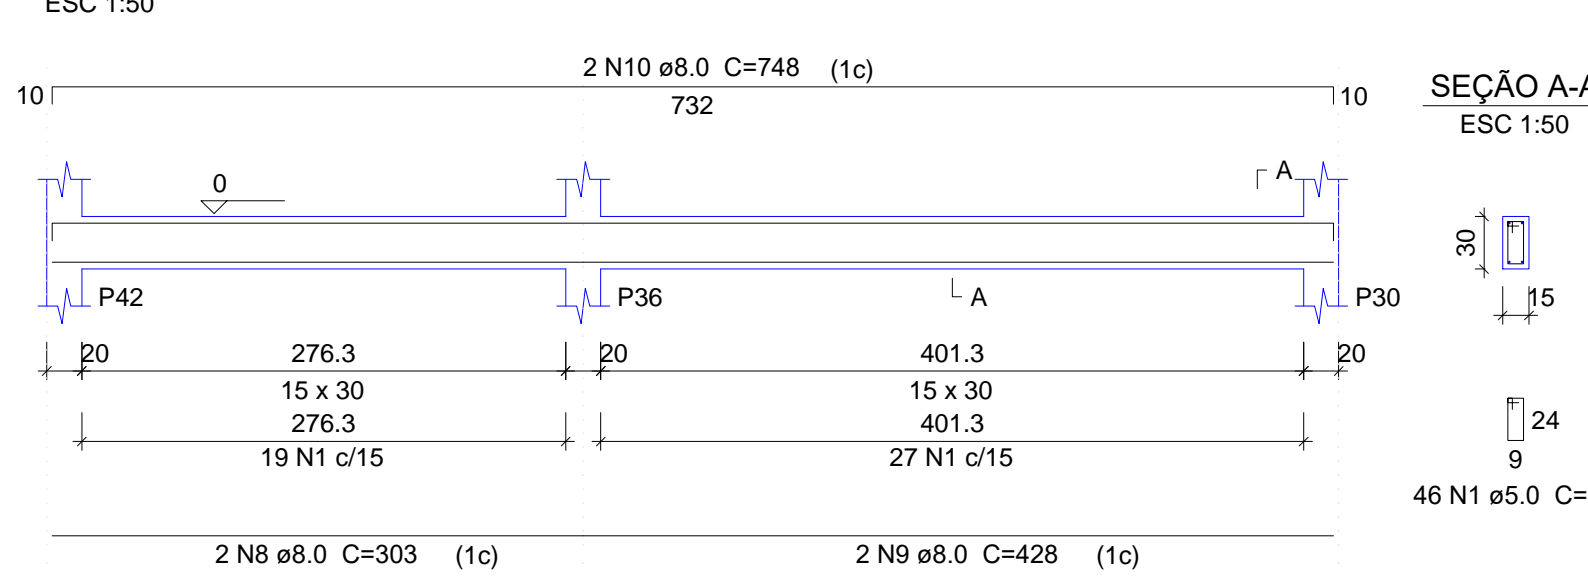 ESC 1:50
2 N10 ø8.0 C=748 (1c)
10
10
732
SEÇÃO A-A
ESC 1:50
A
0
30
P42
P36
A
P30
15
20
276.3
20
401.3
20
15 x 30
15 x 30
276.3
401.3
24
19 N1 c/15
27 N1 c/15
9
46 N1 ø5.0 C=
2 N8 ø8.0 C=303 (1c)
2 N9 ø8.0 C=428 (1c)